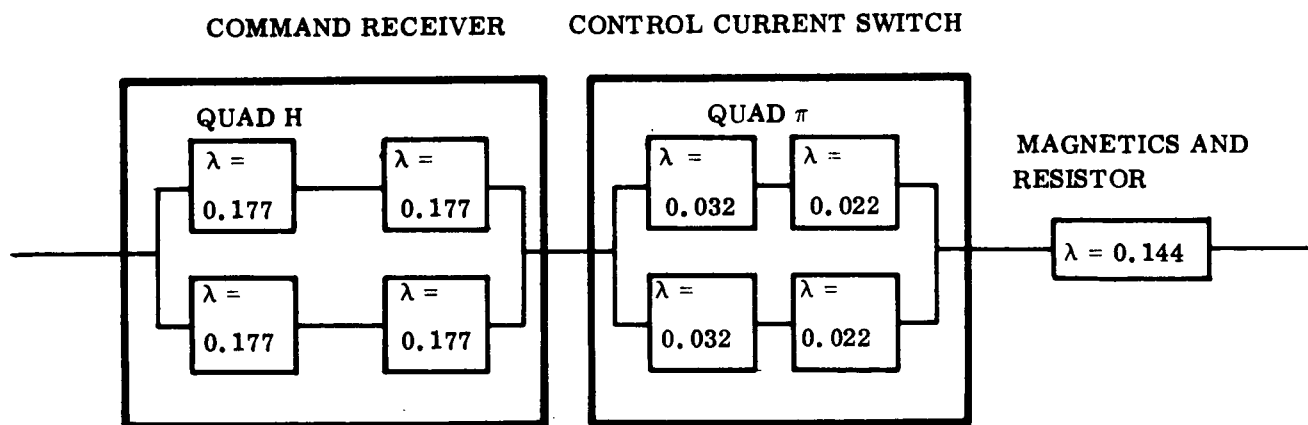 COMMAND RECEIVER
CONTROL CURRENT SWITCH
QUAD H
λ =
0.177
λ =
0.177
λ =
0.177
λ =
0.177
QUAD π
λ =
0.032
λ =
0.022
λ =
0.032
λ =
0.022
MAGNETICS AND
RESISTOR
λ = 0.144